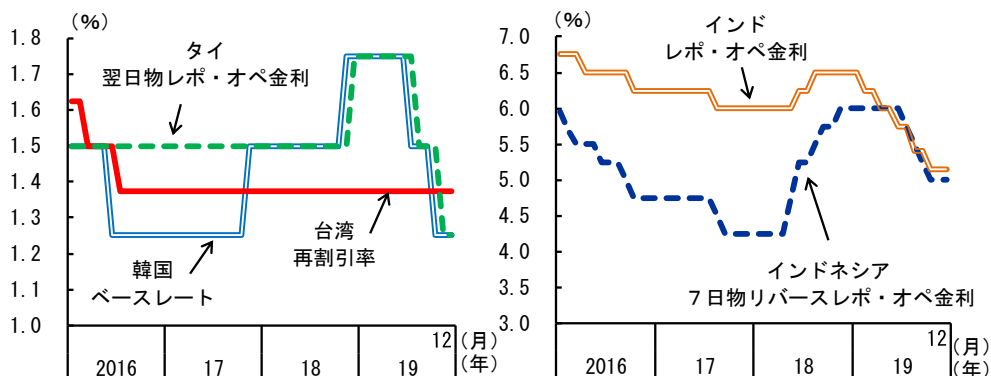 （％）
1.8
1.7
1.6
1.5
1.4
1.3
1.2
1.1
1.0
タイ
翌日物レポ・オペ金利
台湾
再割引率
韓国
ベースレート
12（月）
2016 17 18 19 （年）
（％）
7.0
6.5
6.0
5.5
5.0
4.5
4.0
3.5
3.0
インド
レポ・オペ金利
インドネシア
７日物リバースレポ・オペ金利
12（月）
2016 17 18 19 （年）